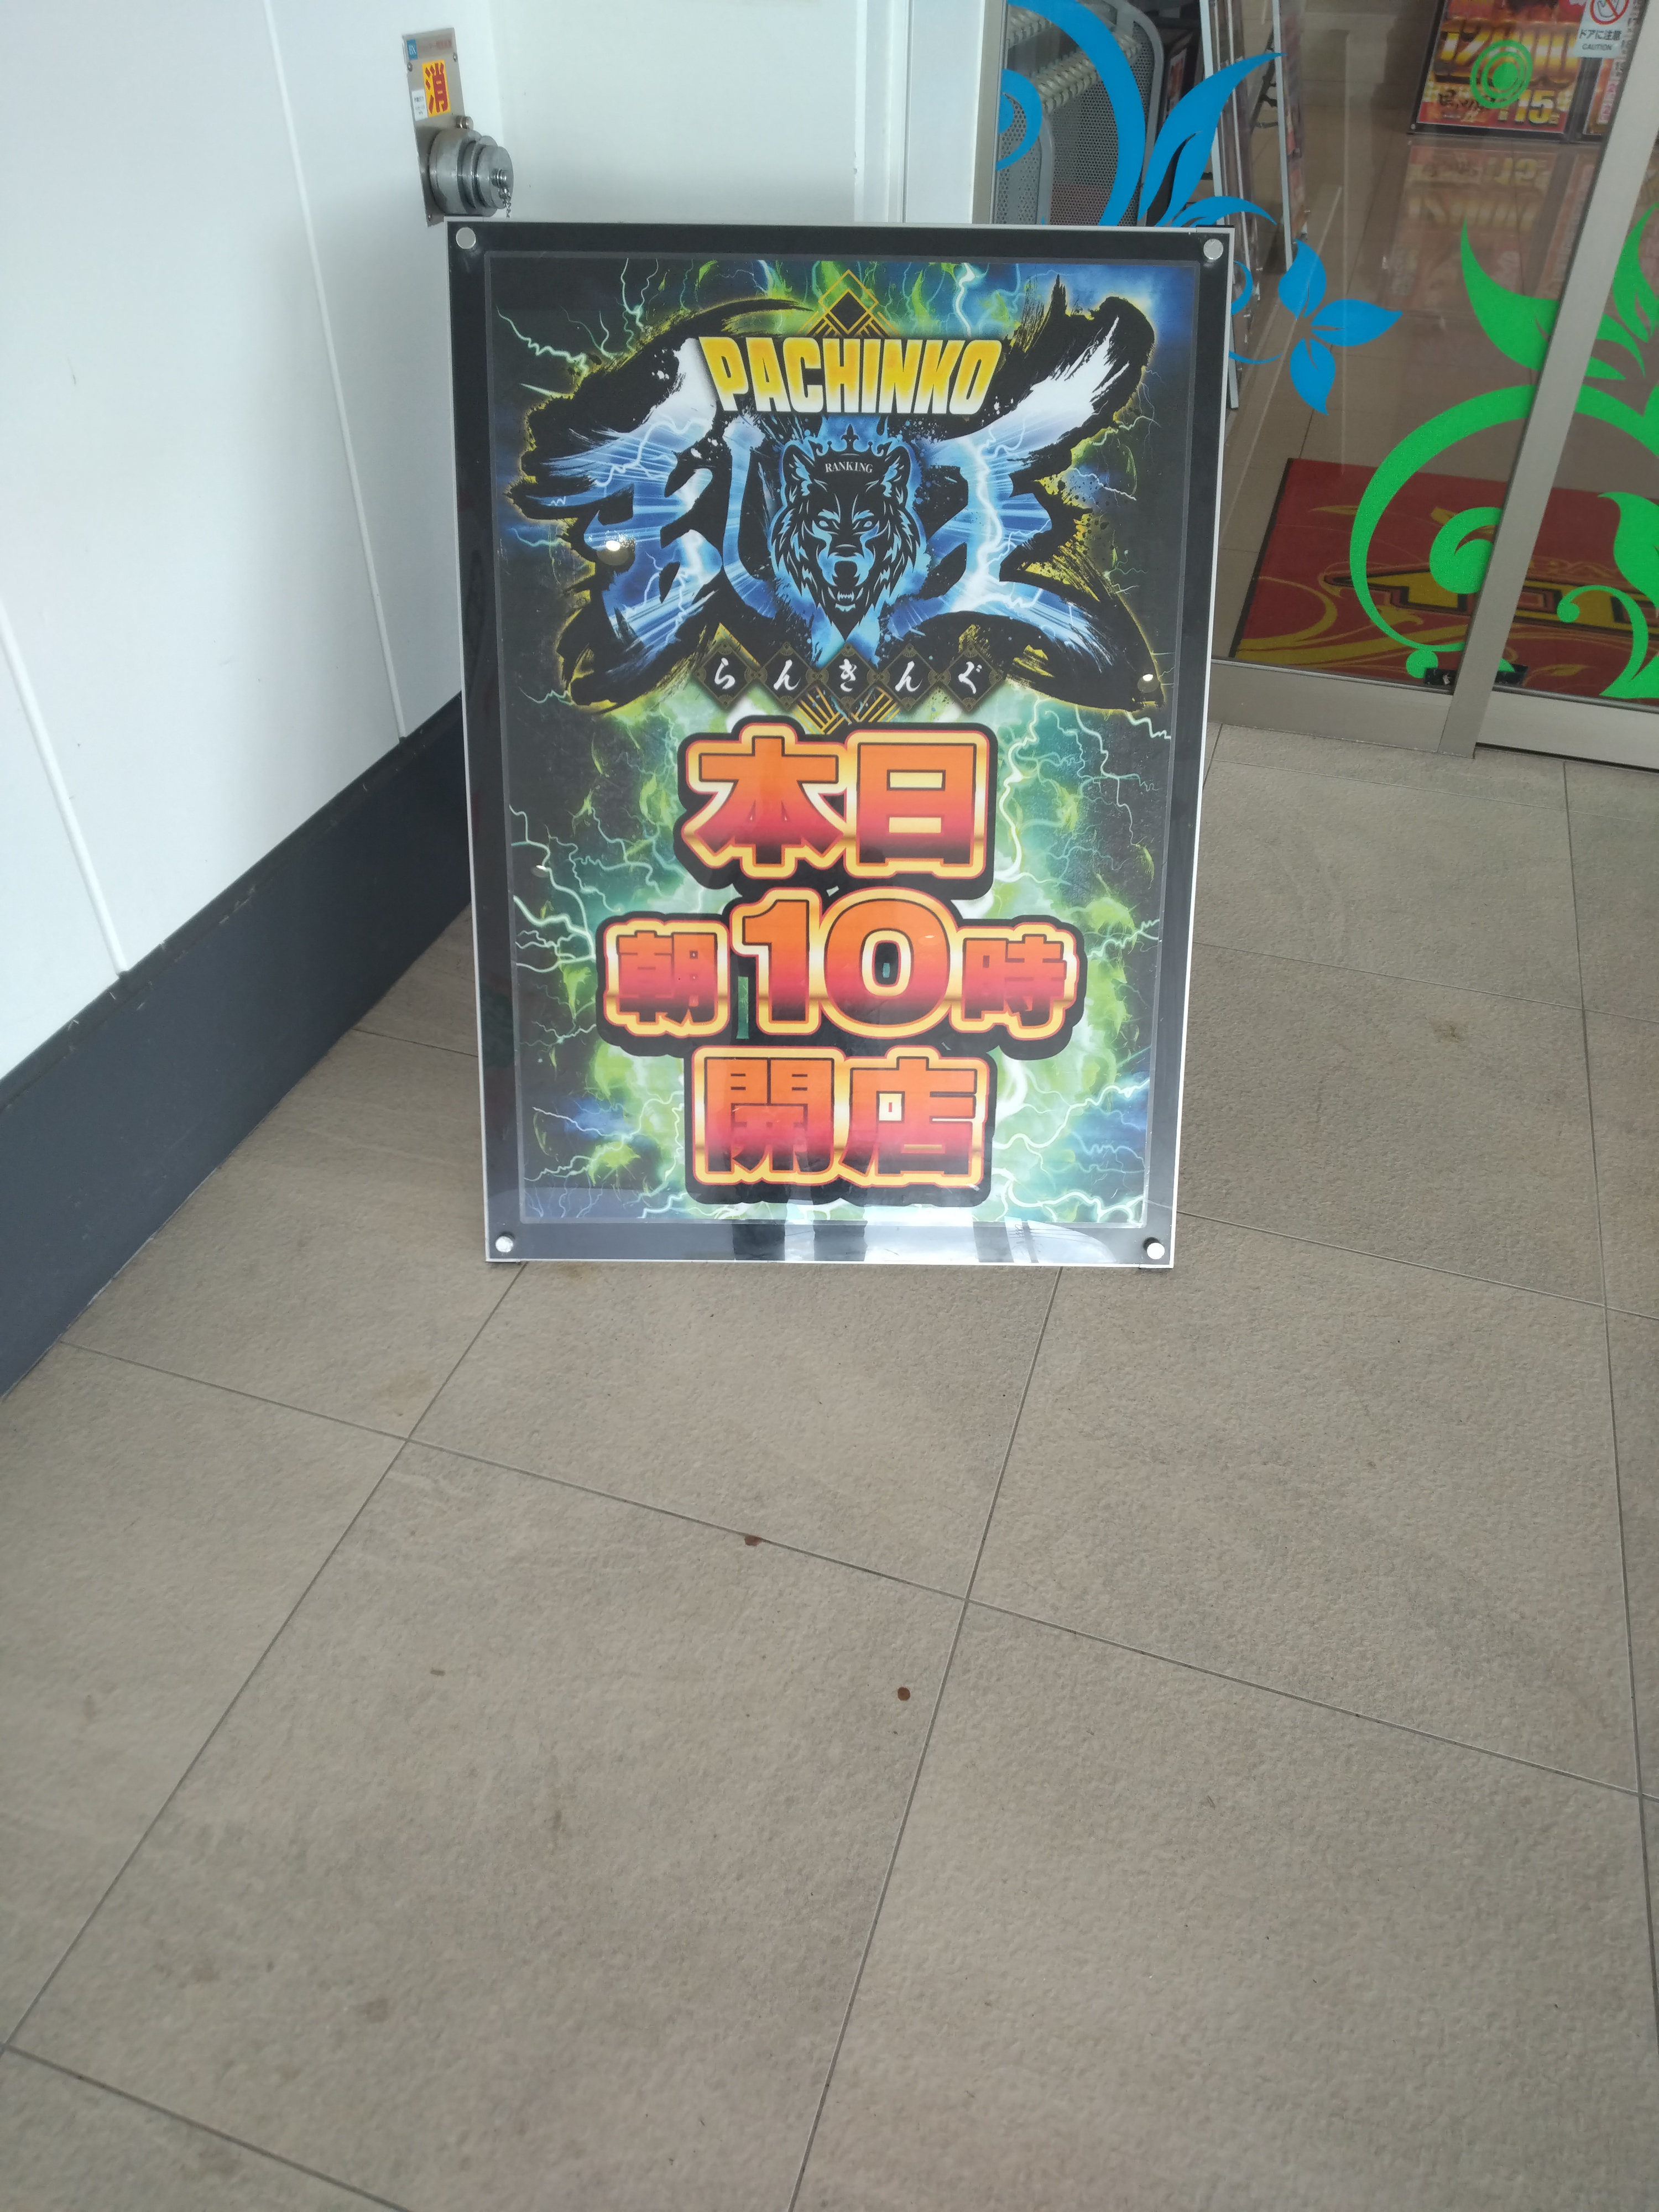 消
ドアに注意
CAUTION
PACHINKO
乱王
RANKING
らんきんぐ
本日
朝10時
開店